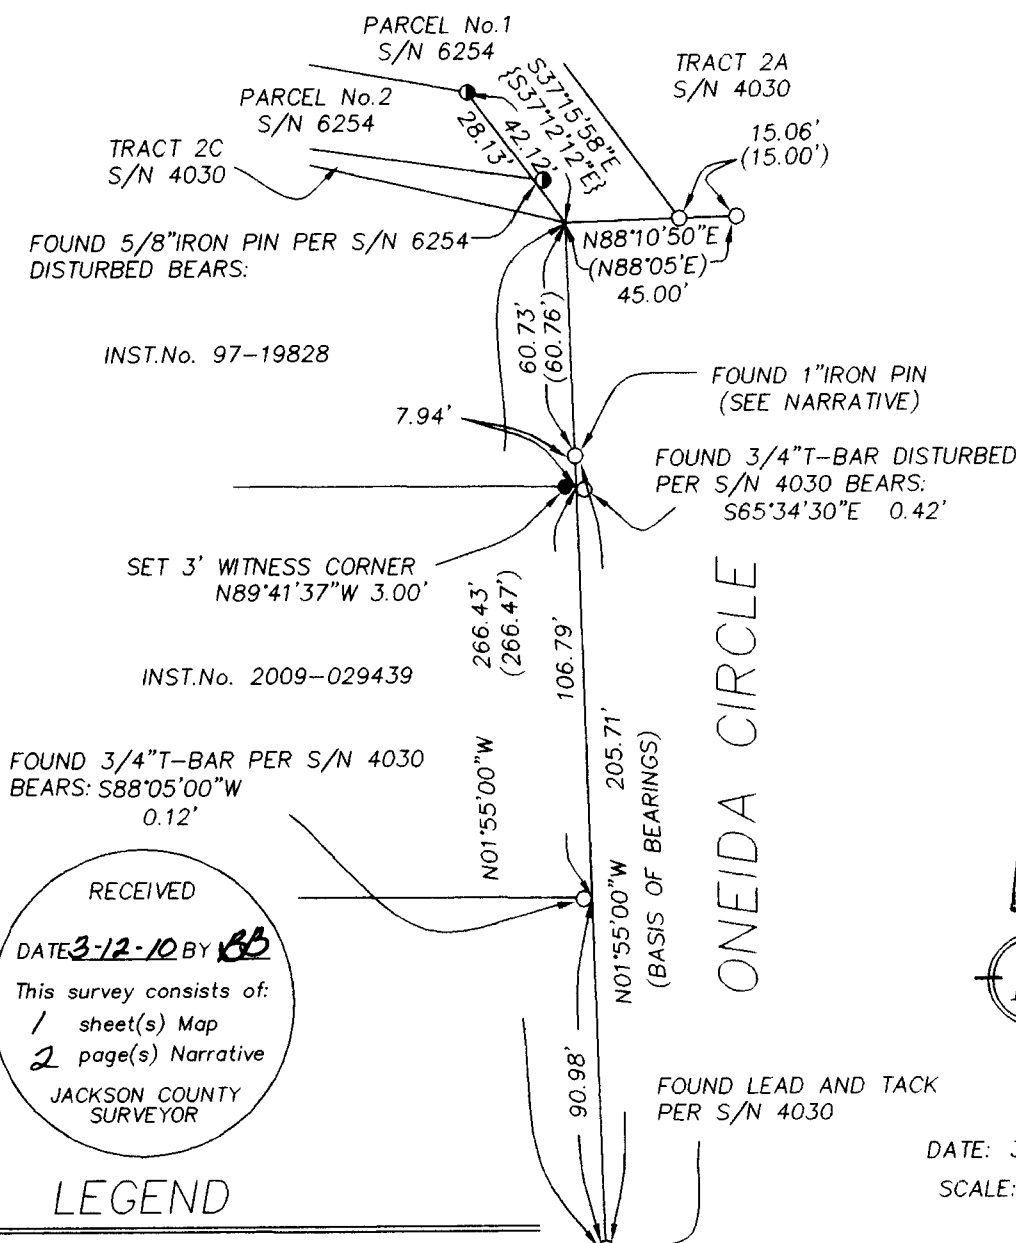 PARCEL No.1
S/N 6254
TRACT 2A
S/N 4030
PARCEL No.2
S/N 6254
S37°15'58"E
{S37°12'12"E}
42.12'
28.13'
15.06'
(15.00')
TRACT 2C
S/N 4030
FOUND 5/8"IRON PIN PER S/N 6254
DISTURBED BEARS:
N88°10'50"E
(N88°05'E)
45.00'
60.73'
(60.76')
INST.No. 97-19828
FOUND 1"IRON PIN
(SEE NARRATIVE)
7.94'
FOUND 3/4"T-BAR DISTURBED
PER S/N 4030 BEARS:
S65°34'30"E 0.42'
SET 3' WITNESS CORNER
N89°41'37"W 3.00'
266.43'
(266.47')
106.79'
INST.No. 2009-029439
N01°55'00"W
205.71'
N01°55'00"W
(BASIS OF BEARINGS)
ONEIDA CIRCLE
FOUND 3/4"T-BAR PER S/N 4030
BEARS: S88°05'00"W
0.12'
RECEIVED
DATE 3-12-10 BY BB
This survey consists of:
1 sheet(s) Map
2 page(s) Narrative
JACKSON COUNTY
SURVEYOR
90.98'
FOUND LEAD AND TACK
PER S/N 4030
DATE: 3
SCALE:
LEGEND